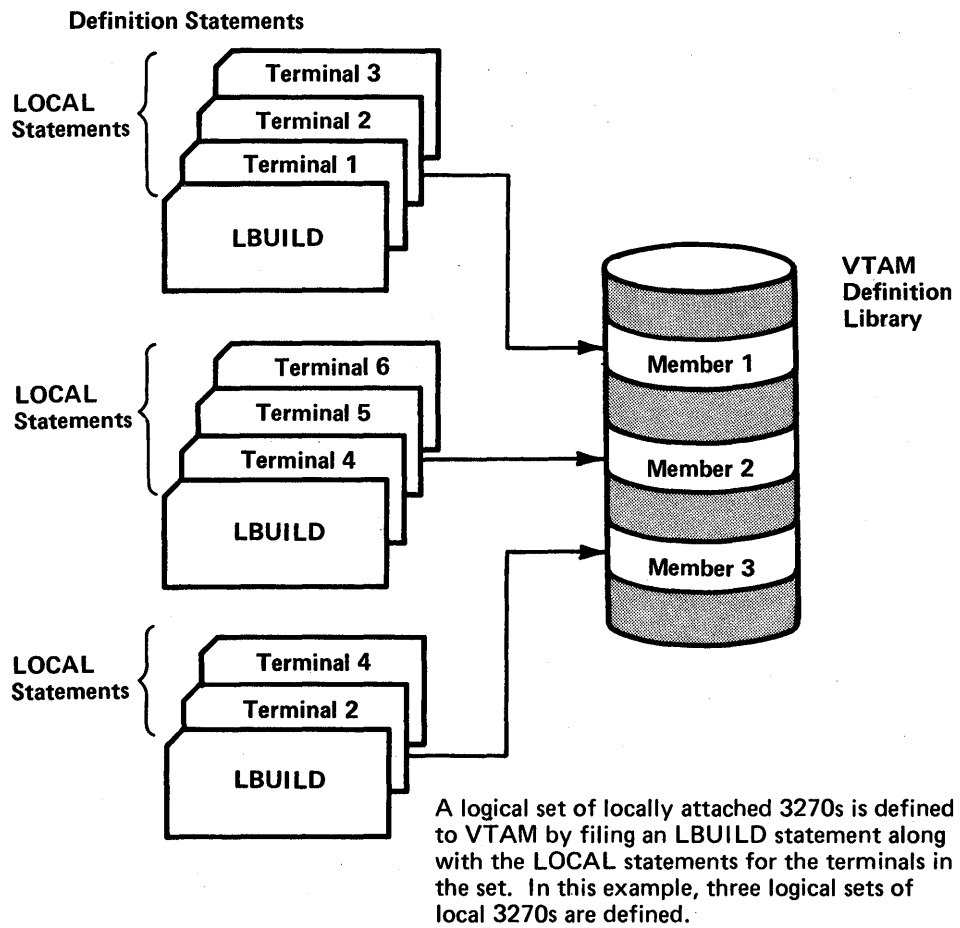 Definition Statements
LOCAL
Statements
Terminal 3
Terminal 2
Terminal 1
LBUILD
LOCAL
Statements
Terminal 6
Terminal 5
Terminal 4
LBUILD
LOCAL
Statements
Terminal 4
Terminal 2
LBUILD
VTAM
Definition
Library
Member 1
Member 2
Member 3
A logical set of locally attached 3270s is defined
to VTAM by filing an LBUILD statement along
with the LOCAL statements for the terminals in
the set. In this example, three logical sets of
local 3270s are defined.